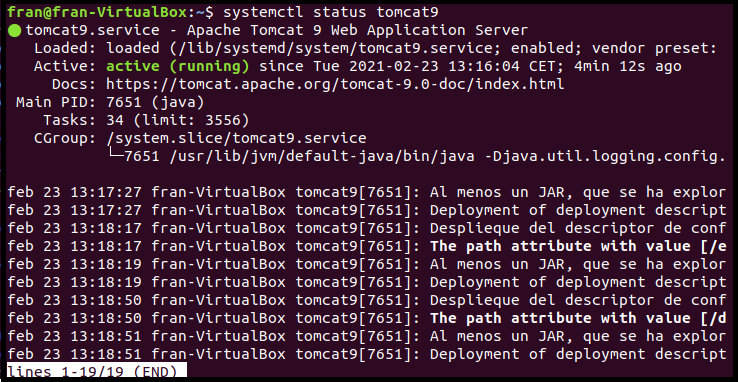 fran@fran-VirtualBox:~$ systemctl status tomcat9
● tomcat9.service - Apache Tomcat 9 Web Application Server
Loaded: loaded (/lib/systemd/system/tomcat9.service; enabled; vendor preset:
Active: active (running) since Tue 2021-02-23 13:16:04 CET; 4min 12s ago
Docs: https://tomcat.apache.org/tomcat-9.0-doc/index.html
Main PID: 7651 (java)
Tasks: 34 (limit: 3556)
CGroup: /system.slice/tomcat9.service
└─7651 /usr/lib/jvm/default-java/bin/java -Djava.util.logging.config.
feb 23 13:17:27 fran-VirtualBox tomcat9[7651]: Al menos un JAR, que se ha explor
feb 23 13:17:27 fran-VirtualBox tomcat9[7651]: Deployment of deployment descript
feb 23 13:18:17 fran-VirtualBox tomcat9[7651]: Desplieque del descriptor de conf
feb 23 13:18:17 fran-VirtualBox tomcat9[7651]: The path attribute with value [/e
feb 23 13:18:19 fran-VirtualBox tomcat9[7651]: Al menos un JAR, que se ha explor
feb 23 13:18:19 fran-VirtualBox tomcat9[7651]: Deployment of deployment descript
feb 23 13:18:50 fran-VirtualBox tomcat9[7651]: Desplieque del descriptor de conf
feb 23 13:18:50 fran-VirtualBox tomcat9[7651]: The path attribute with value [/d
feb 23 13:18:51 fran-VirtualBox tomcat9[7651]: Al menos un JAR, que se ha explor
feb 23 13:18:51 fran-VirtualBox tomcat9[7651]: Deployment of deployment descript
lines 1-19/19 (END)